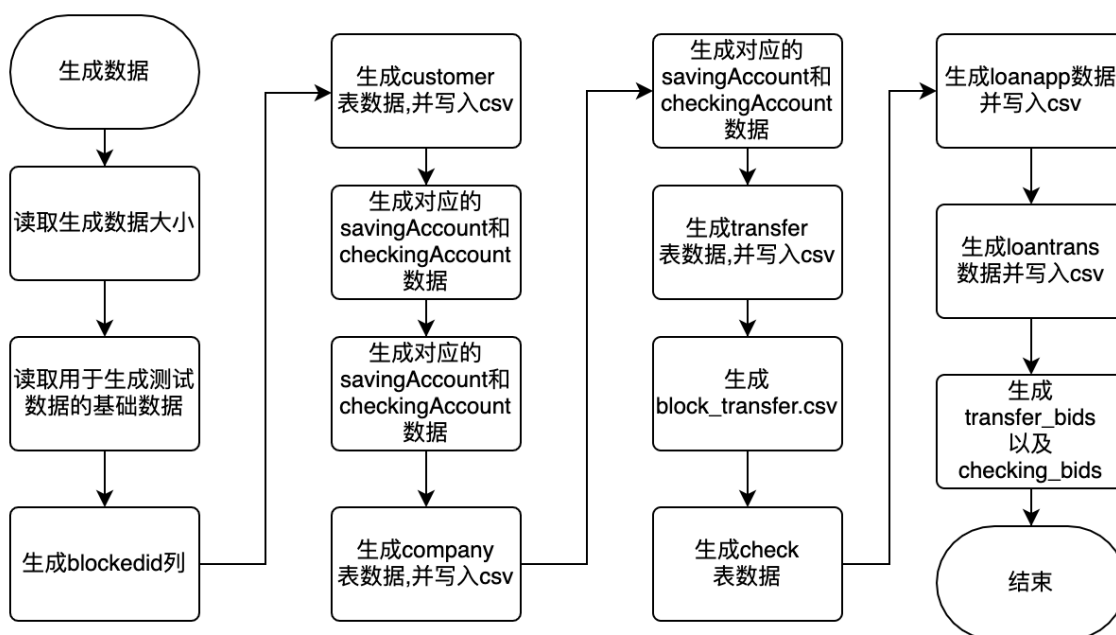 生成数据
读取生成数据大小
读取用于生成测试
数据的基础数据
生成blockedid列
生成customer
表数据,并写入csv
生成对应的
savingAccount和
checkingAccount
数据
生成对应的
savingAccount和
checkingAccount
数据
生成company
表数据,并写入csv
生成对应的
savingAccount和
checkingAccount
数据
生成transfer
表数据,并写入csv
生成
block_transfer.csv
生成check
表数据
生成loanapp数据
并写入csv
生成loantrans
数据并写入csv
生成
transfer_bids
以及
checking_bids
结束